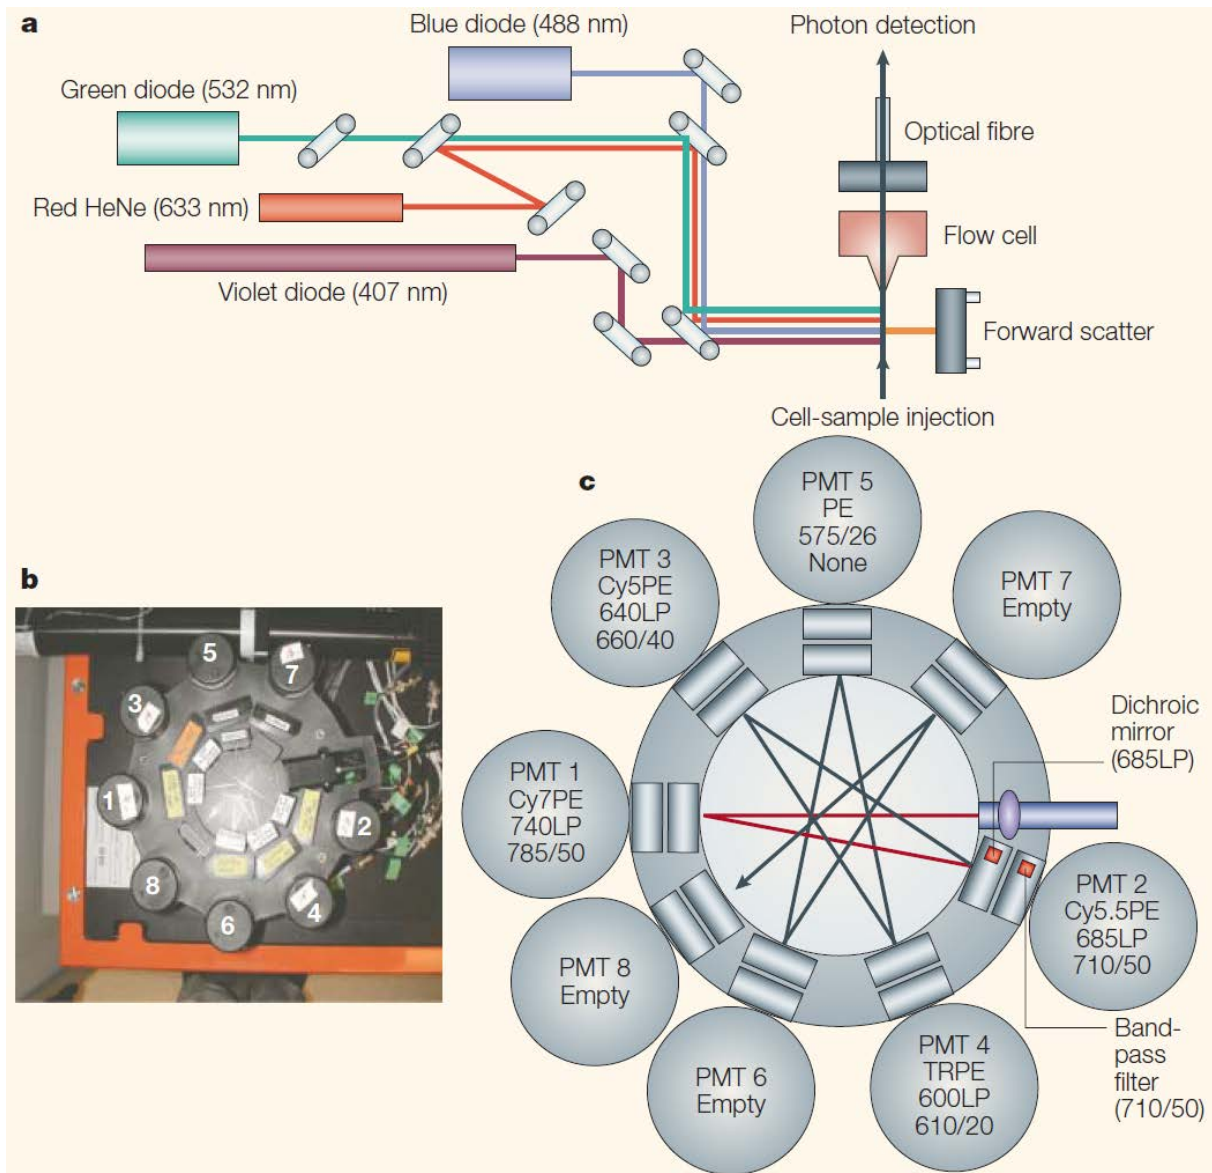 a
Blue diode (488 nm)
Photon detection
Green diode (532 nm)
Optical fibre
Red HeNe (633 nm)
Flow cell
Violet diode (407 nm)
Forward scatter
Cell-sample injection
c
PMT 5
PE
575/26
None
PMT 3
Cy5PE
640LP
660/40
PMT 7
Empty
b
5
7
3
1
2
8
6
4
Dichroic
mirror
(685LP)
PMT 1
Cy7PE
740LP
785/50
PMT 2
Cy5.5PE
685LP
710/50
PMT 8
Empty
PMT 6
Empty
PMT 4
TRPE
600LP
610/20
Band-
pass
filter
(710/50)